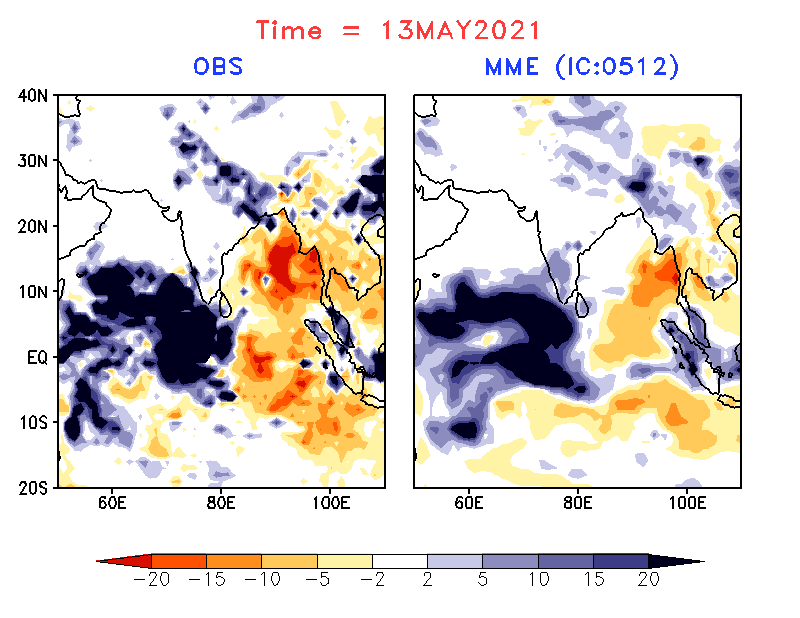 Time = 13MAY2021
OBS MME (IC:0512)
40N
30N
20N
10N
EQ
10S
20S
60E 80E 100E 60E 80E 100E
−20 −15 −10 −5 −2 2 5 10 15 20